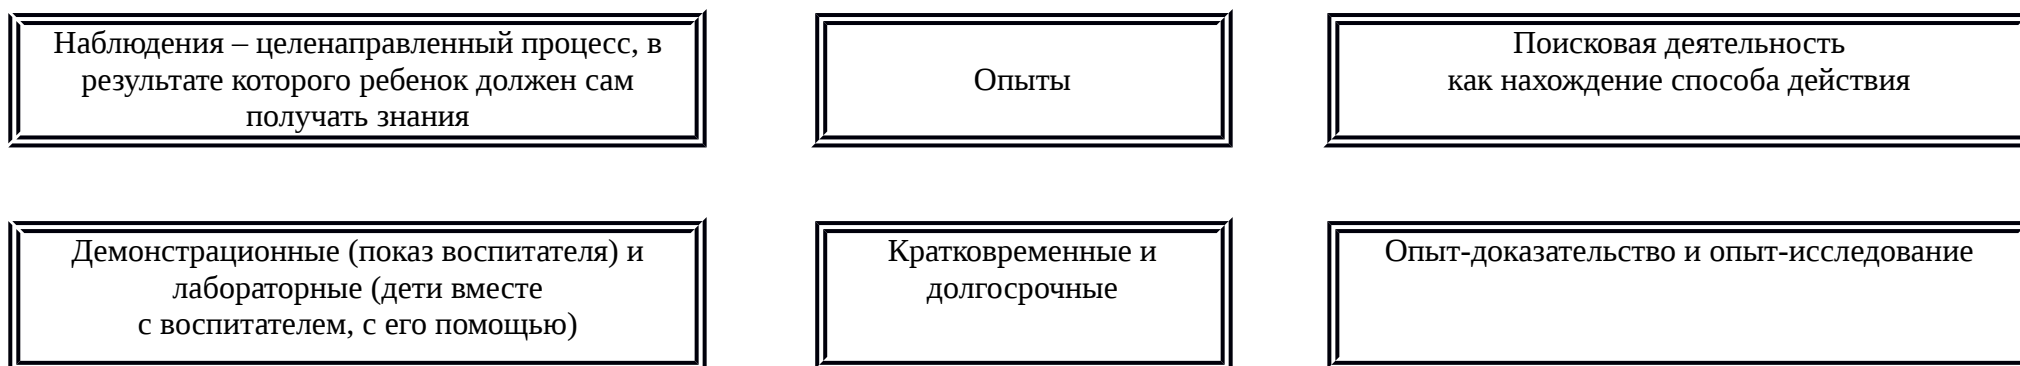 Наблюдения – целенаправленный процесс, в
результате которого ребенок должен сам
получать знания
Опыты
Поисковая деятельность
как нахождение способа действия
Демонстрационные (показ воспитателя) и
лабораторные (дети вместе
с воспитателем, с его помощью)
Кратковременные и
долгосрочные
Опыт-доказательство и опыт-исследование